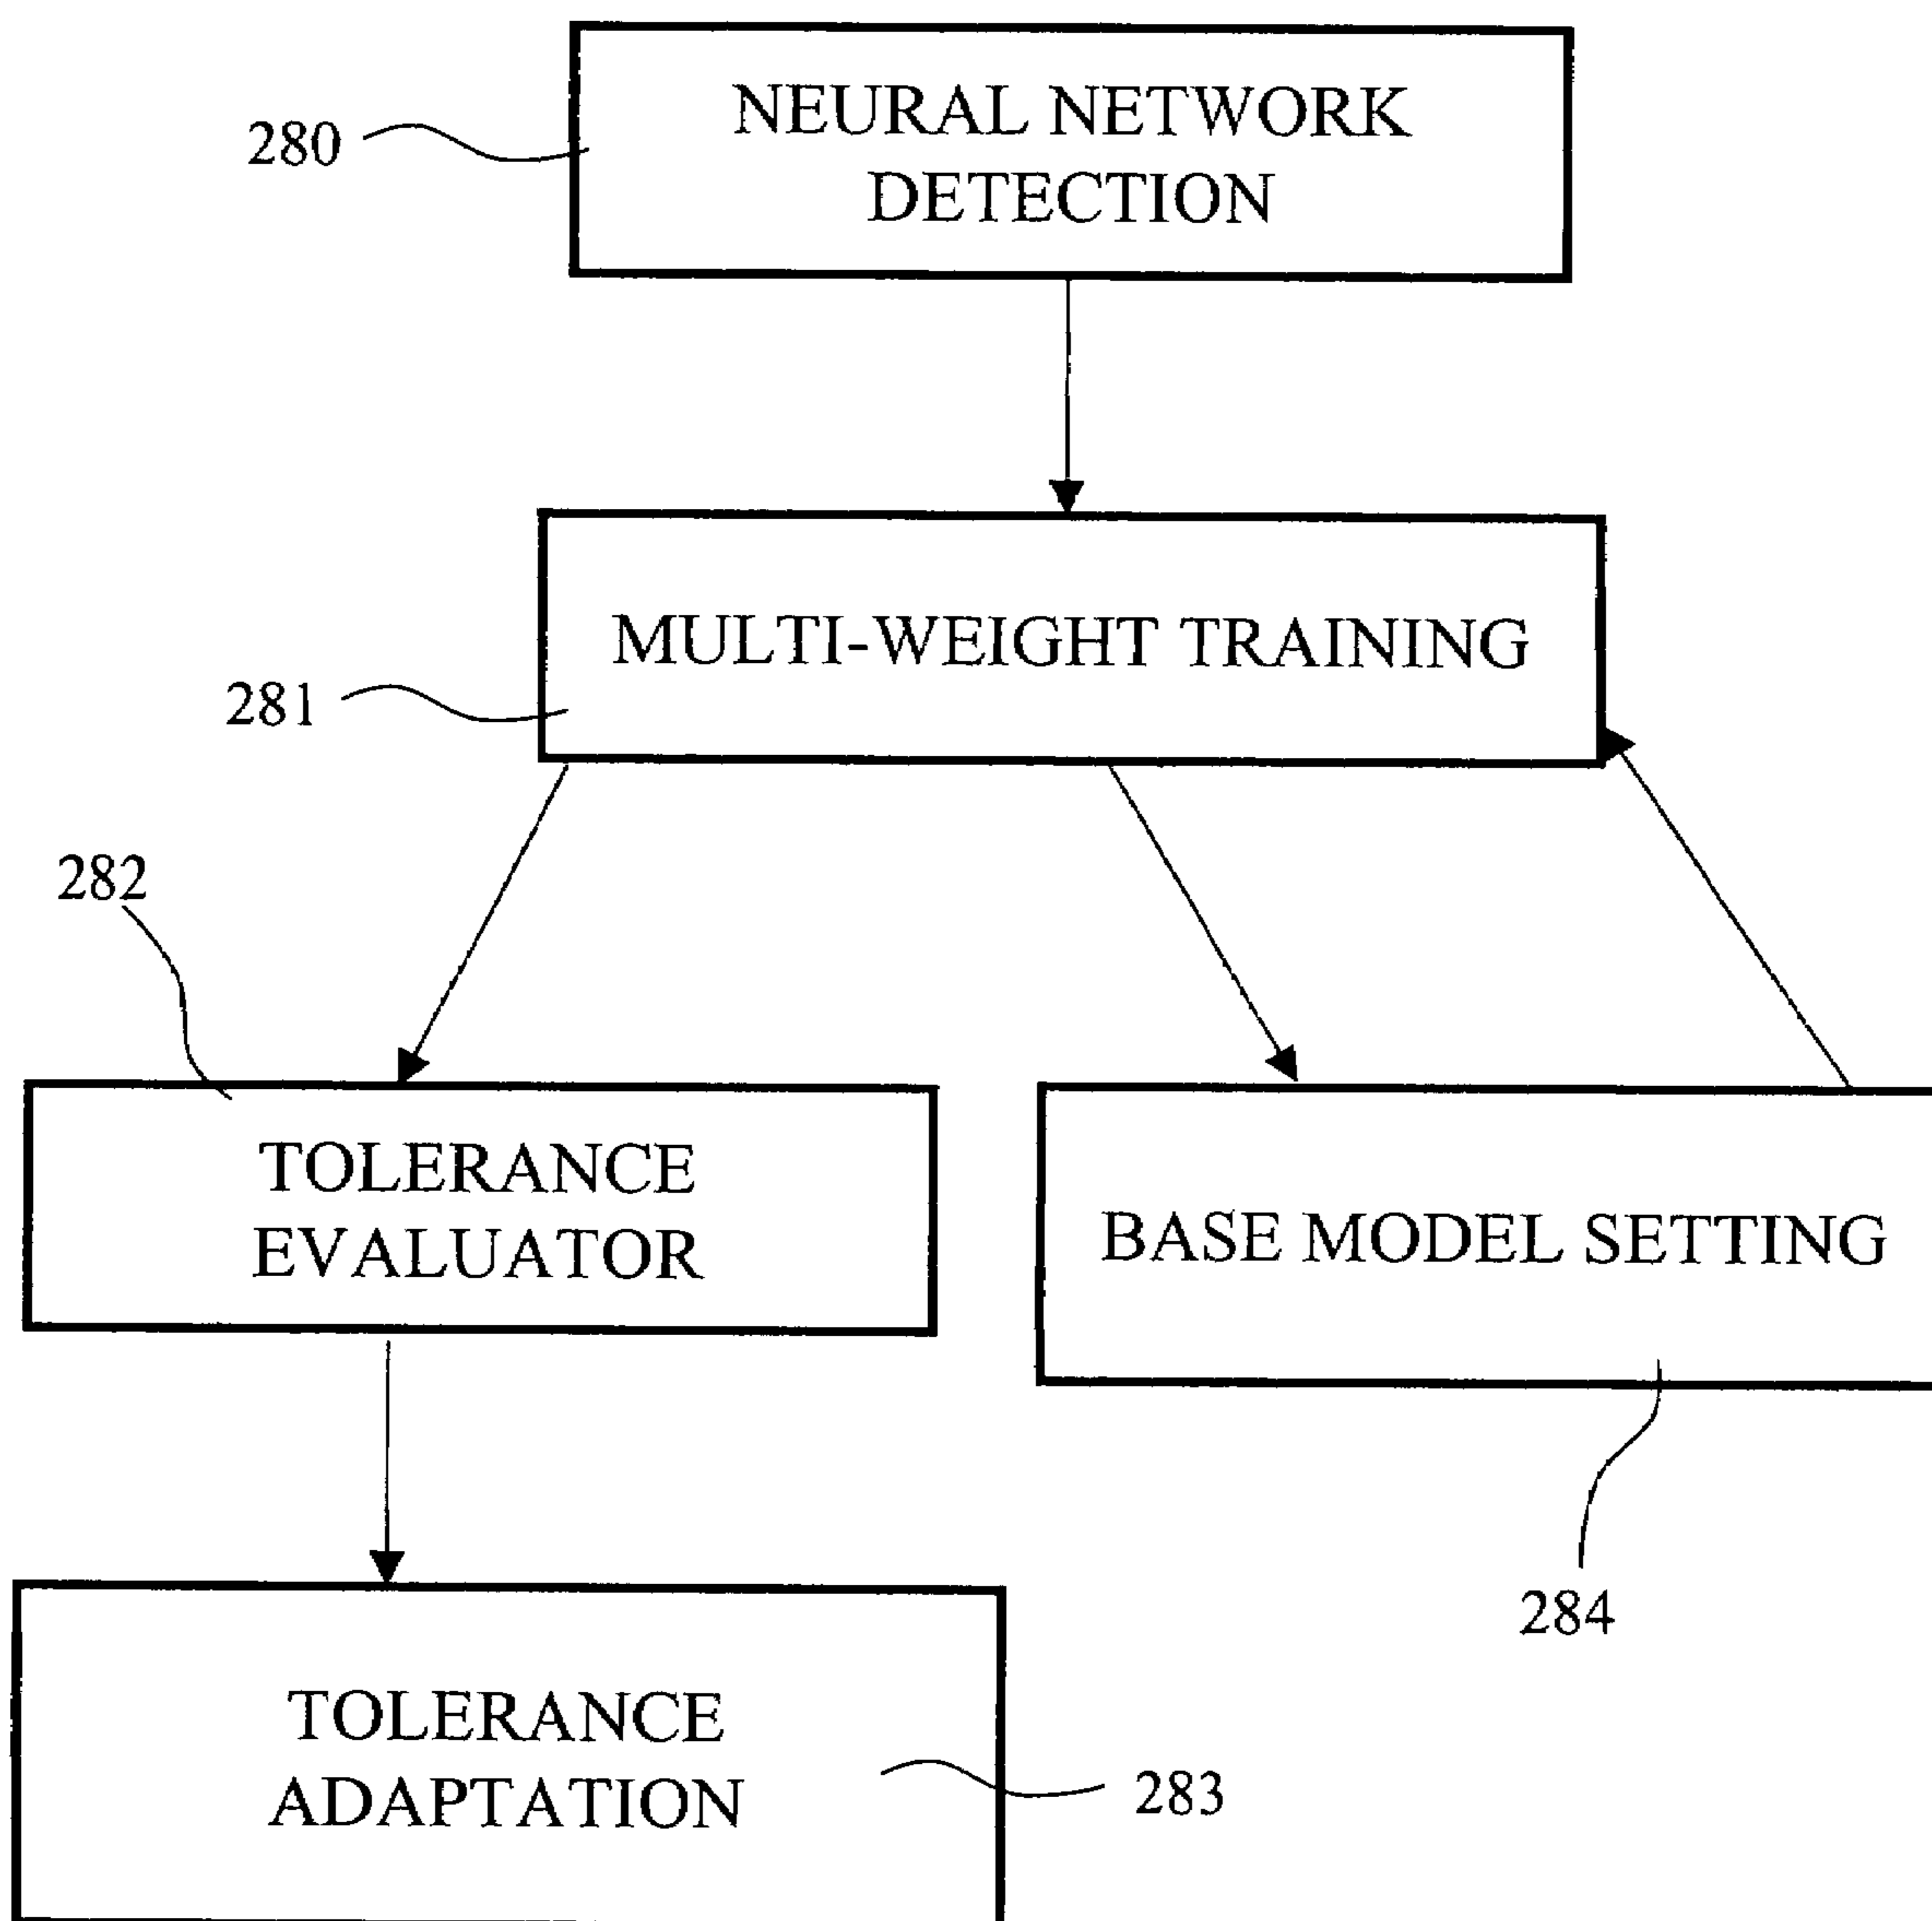 NEURAL NETWORK
DETECTION
280
MULTI-WEIGHT TRAINING
281
282
TOLERANCE
EVALUATOR
BASE MODEL SETTING
284
TOLERANCE
ADAPTATION
283